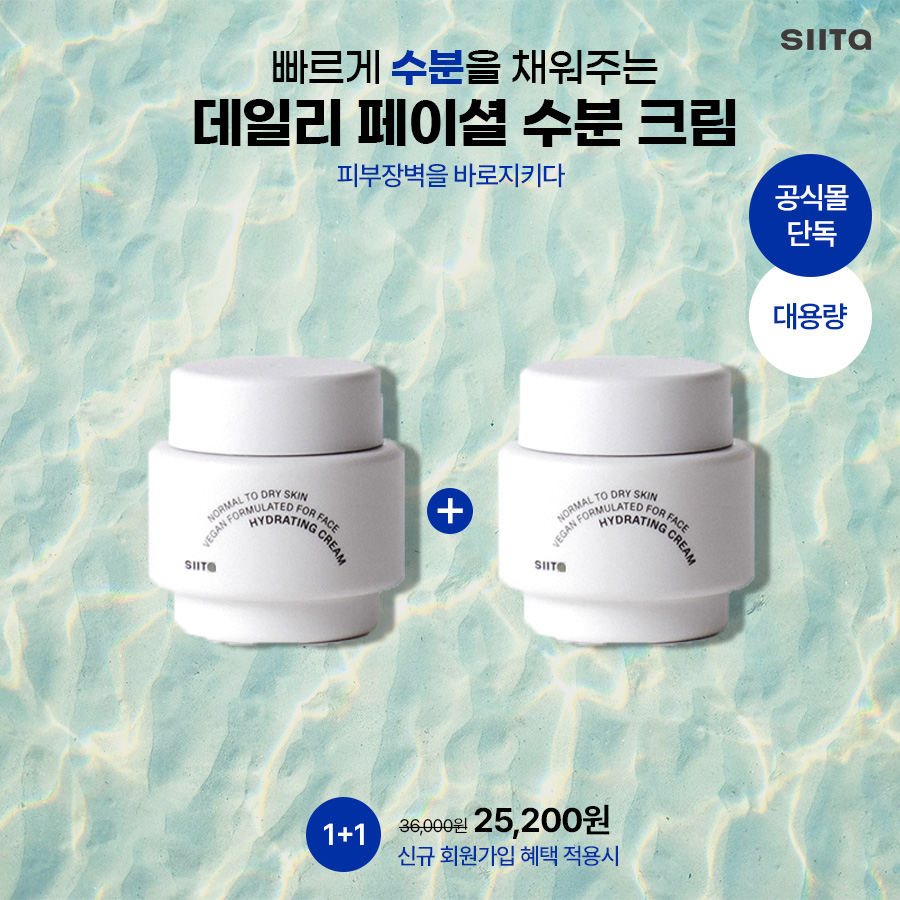 SIITA
빠르게 수분을 채워주는
데일리 페이셜 수분 크림
피부장벽을 바로지키다
공식몰
단독
대용량
NORMAL TO DRY SKIN
VEGAN FORMULATED FOR FACE
HYDRATING CREAM
SIITA
+
NORMAL TO DRY SKIN
VEGAN FORMULATED FOR FACE
HYDRATING CREAM
SIITA
1+1
36,000원 25,200원
신규 회원가입 혜택 적용시